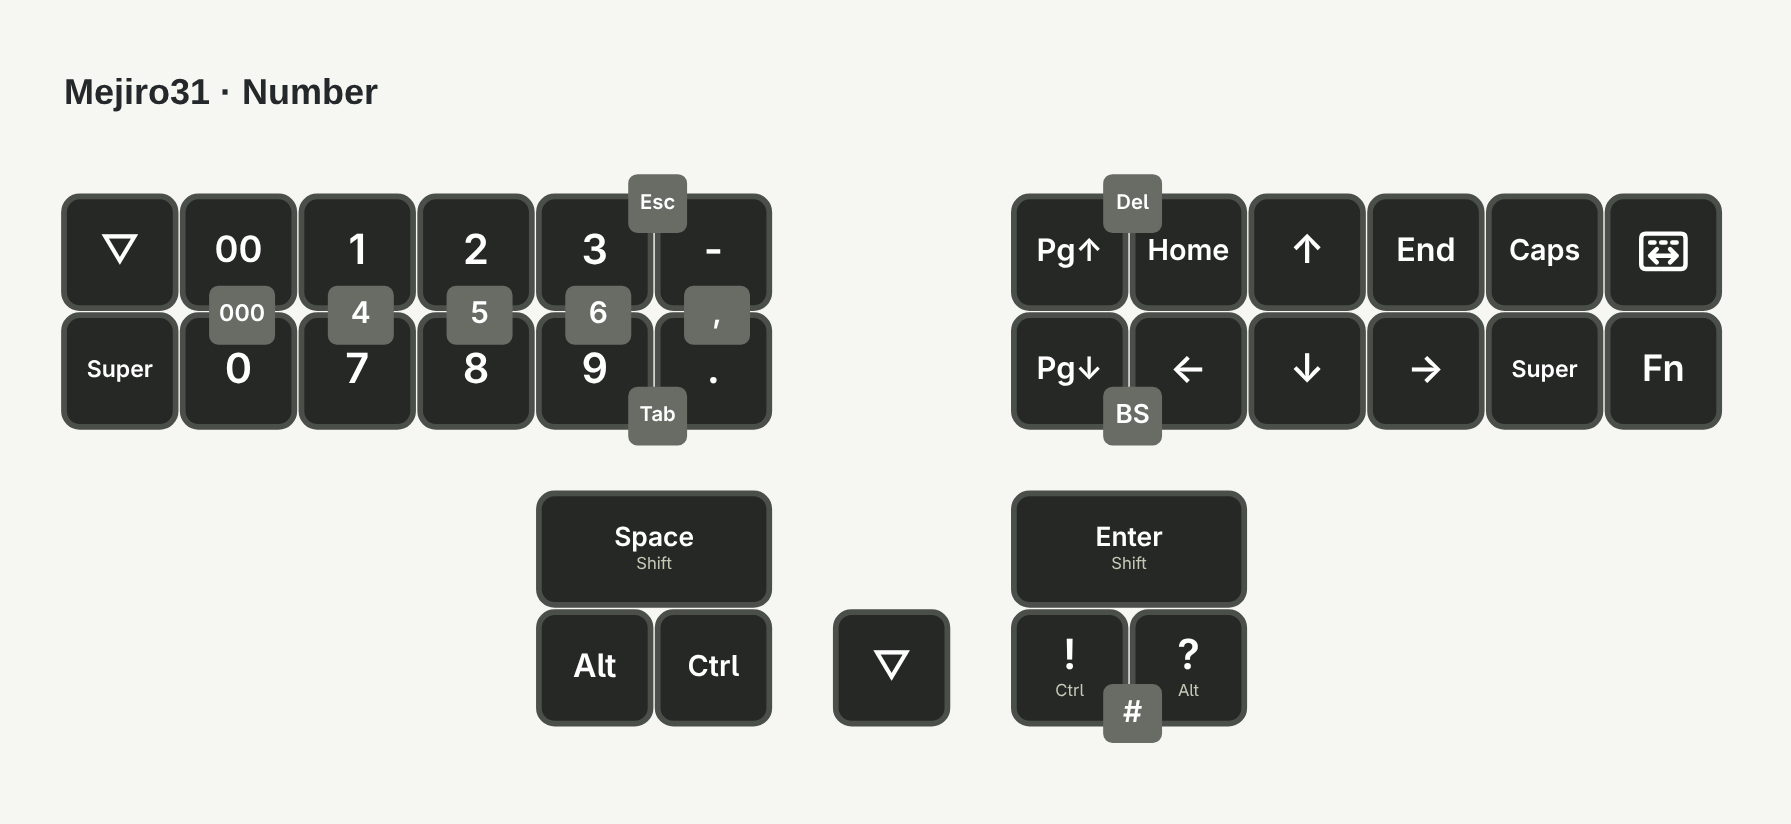 Mejiro31 · Number
Esc Del
▽ 00 1 2 3 - Pg↑ Home ↑ End Caps
000 4 5 6 ,
Super 0 7 8 9 . Pg↓ ← ↓ → Super Fn
Tab BS
Space Enter
Shift Shift
Alt Ctrl ▽ ! ?
Ctrl Alt
#